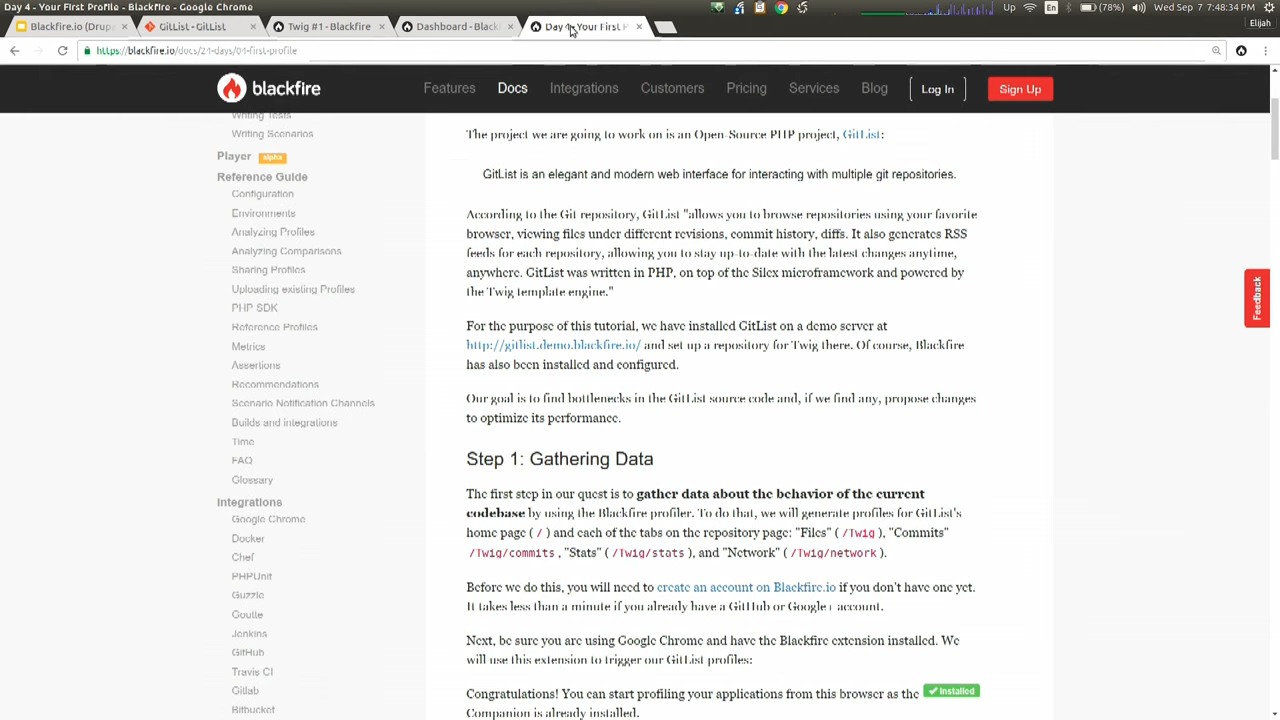 Day 4 - Your First Profile - Blackfire - Google Chrome
Up
En
(78%)
Wed Sep 7 7:48:34 PM
Elijah
Blackfire.io (Drup
GitList - GitList
Twig #1 - Blackfire
Dashboard - Black
Day 4 - Your First P
https://blackfire.io/docs/24-days/04-first-profile
blackfire
Features
Docs
Integrations
Customers
Pricing
Services
Blog
Log In
Sign Up
Writing Tests
Writing Scenarios
Player alpha
Reference Guide
Configuration
Environments
Analyzing Profiles
Analyzing Comparisons
Sharing Profiles
Uploading existing Profiles
PHP SDK
Reference Profiles
Metrics
Assertions
Recommendations
Scenario Notification Channels
Builds and integrations
Time
FAQ
Glossary
Integrations
Google Chrome
Docker
Chef
PHPUnit
Guzzle
Goutte
Jenkins
GitHub
Travis CI
Gitlab
Bitbucket
The project we are going to work on is an Open-Source PHP project, GitList:
GitList is an elegant and modern web interface for interacting with multiple git repositories.
According to the Git repository, GitList "allows you to browse repositories using your favorite
browser, viewing files under different revisions, commit history, diffs. It also generates RSS
feeds for each repository, allowing you to stay up-to-date with the latest changes anytime,
anywhere. GitList was written in PHP, on top of the Silex microframework and powered by
the Twig template engine."
For the purpose of this tutorial, we have installed GitList on a demo server at
http://gitlist.demo.blackfire.io/ and set up a repository for Twig there. Of course, Blackfire
has also been installed and configured.
Our goal is to find bottlenecks in the GitList source code and, if we find any, propose changes
to optimize its performance.
Step 1: Gathering Data
The first step in our quest is to gather data about the behavior of the current
codebase by using the Blackfire profiler. To do that, we will generate profiles for GitList's
home page ( / ) and each of the tabs on the repository page: "Files" ( /Twig ), "Commits"
/Twig/commits , "Stats" ( /Twig/stats ), and "Network" ( /Twig/network ).
Before we do this, you will need to create an account on Blackfire.io if you don't have one yet.
It takes less than a minute if you already have a GitHub or Google+ account.
Next, be sure you are using Google Chrome and have the Blackfire extension installed. We
will use this extension to trigger our GitList profiles:
Congratulations! You can start profiling your applications from this browser as the Installed
Companion is already installed.
Feedback